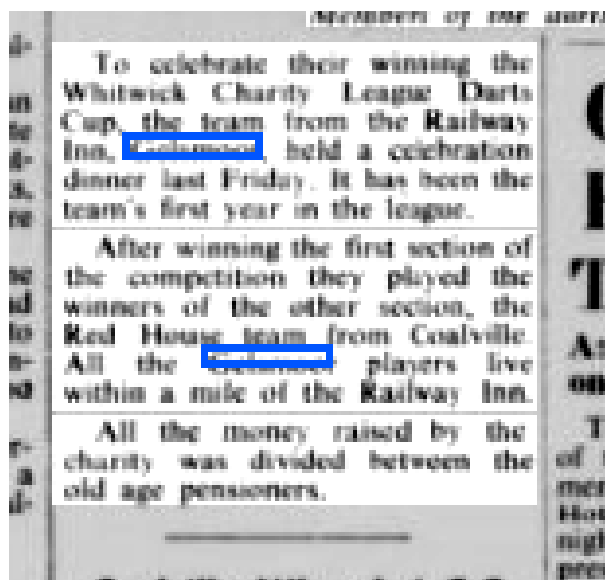 Members of the
To celebrate their winning the
Whitwick Charity League Darts
Cup, the team from the Railway
Inn, held a celebration
dinner last Friday. It has been the
team's first year in the league.
After winning the first section of
the competition they played the
winners of the other section, the
Red House team from Coalville.
All the players live
within a mile of the Railway Inn.
All the money raised by the
charity was divided between the
old age pensioners.